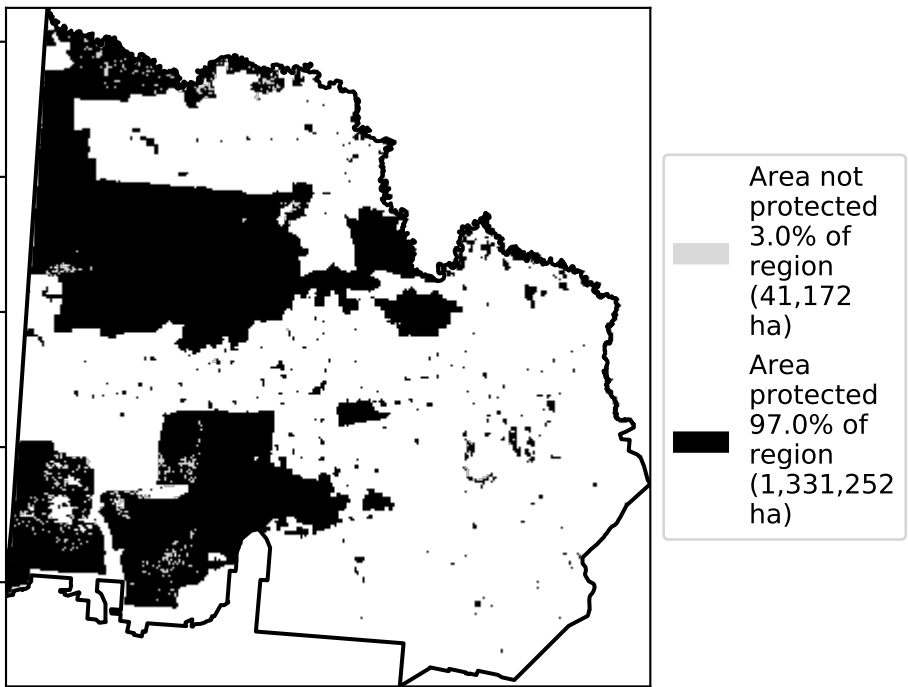 Area not
protected
3.0% of
region
(41,172
ha)
Area
protected
97.0% of
region
(1,331,252
ha)